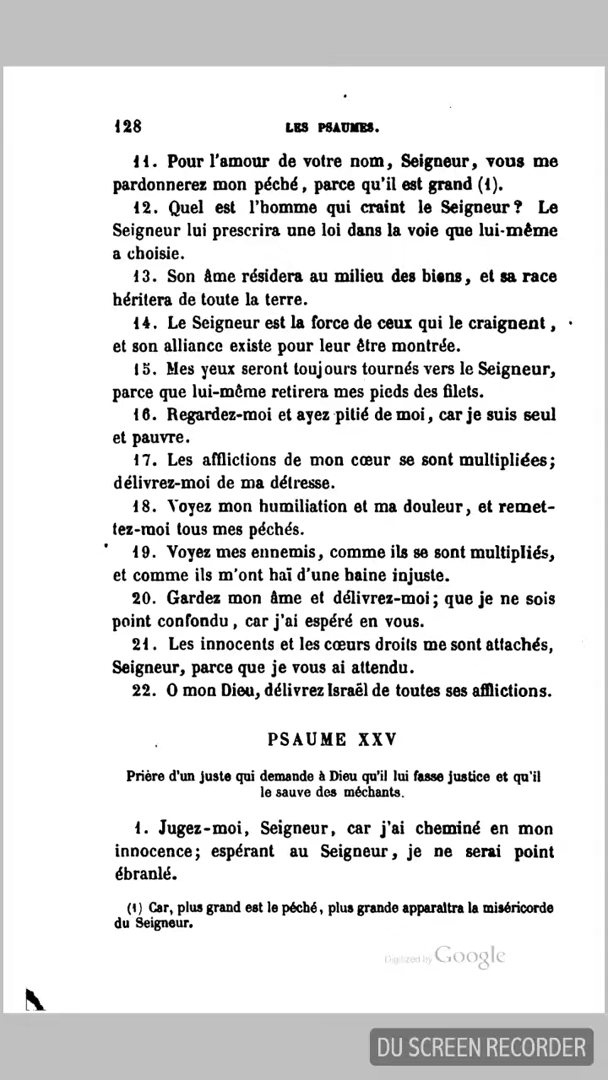 128 LES PSAUMES.
11. Pour l'amour de votre nom, Seigneur, vous me
pardonnerez mon péché, parce qu'il est grand (1).
12. Quel est l'homme qui craint le Seigneur? Le
Seigneur lui prescrira une loi dans la voie que lui-même
a choisie.
13. Son âme résidera au milieu des biens, et sa race
héritera de toute la terre.
14. Le Seigneur est la force de ceux qui le craignent,
et son alliance existe pour leur être montrée.
15. Mes yeux seront toujours tournés vers le Seigneur,
parce que lui-même retirera mes pieds des filets.
16. Regardez-moi et ayez pitié de moi, car je suis seul
et pauvre.
17. Les afflictions de mon cœur se sont multipliées;
délivrez-moi de ma détresse.
18. Voyez mon humiliation et ma douleur, et remet-
tez-moi tous mes péchés.
19. Voyez mes ennemis, comme ils se sont multipliés,
et comme ils m'ont haï d'une haine injuste.
20. Gardez mon âme et délivrez-moi; que je ne sois
point confondu, car j'ai espéré en vous.
21. Les innocents et les cœurs droits me sont attachés,
Seigneur, parce que je vous ai attendu.
22. O mon Dieu, délivrez Israël de toutes ses afflictions.
PSAUME XXV
Prière d'un juste qui demande à Dieu qu'il lui fasse justice et qu'il
le sauve des méchants.
1. Jugez-moi, Seigneur, car j'ai cheminé en mon
innocence; espérant au Seigneur, je ne serai point
ébranlé.
(1) Car, plus grand est le péché, plus grande apparaîtra la miséricorde
du Seigneur.
Digitized by Google
DU SCREEN RECORDER